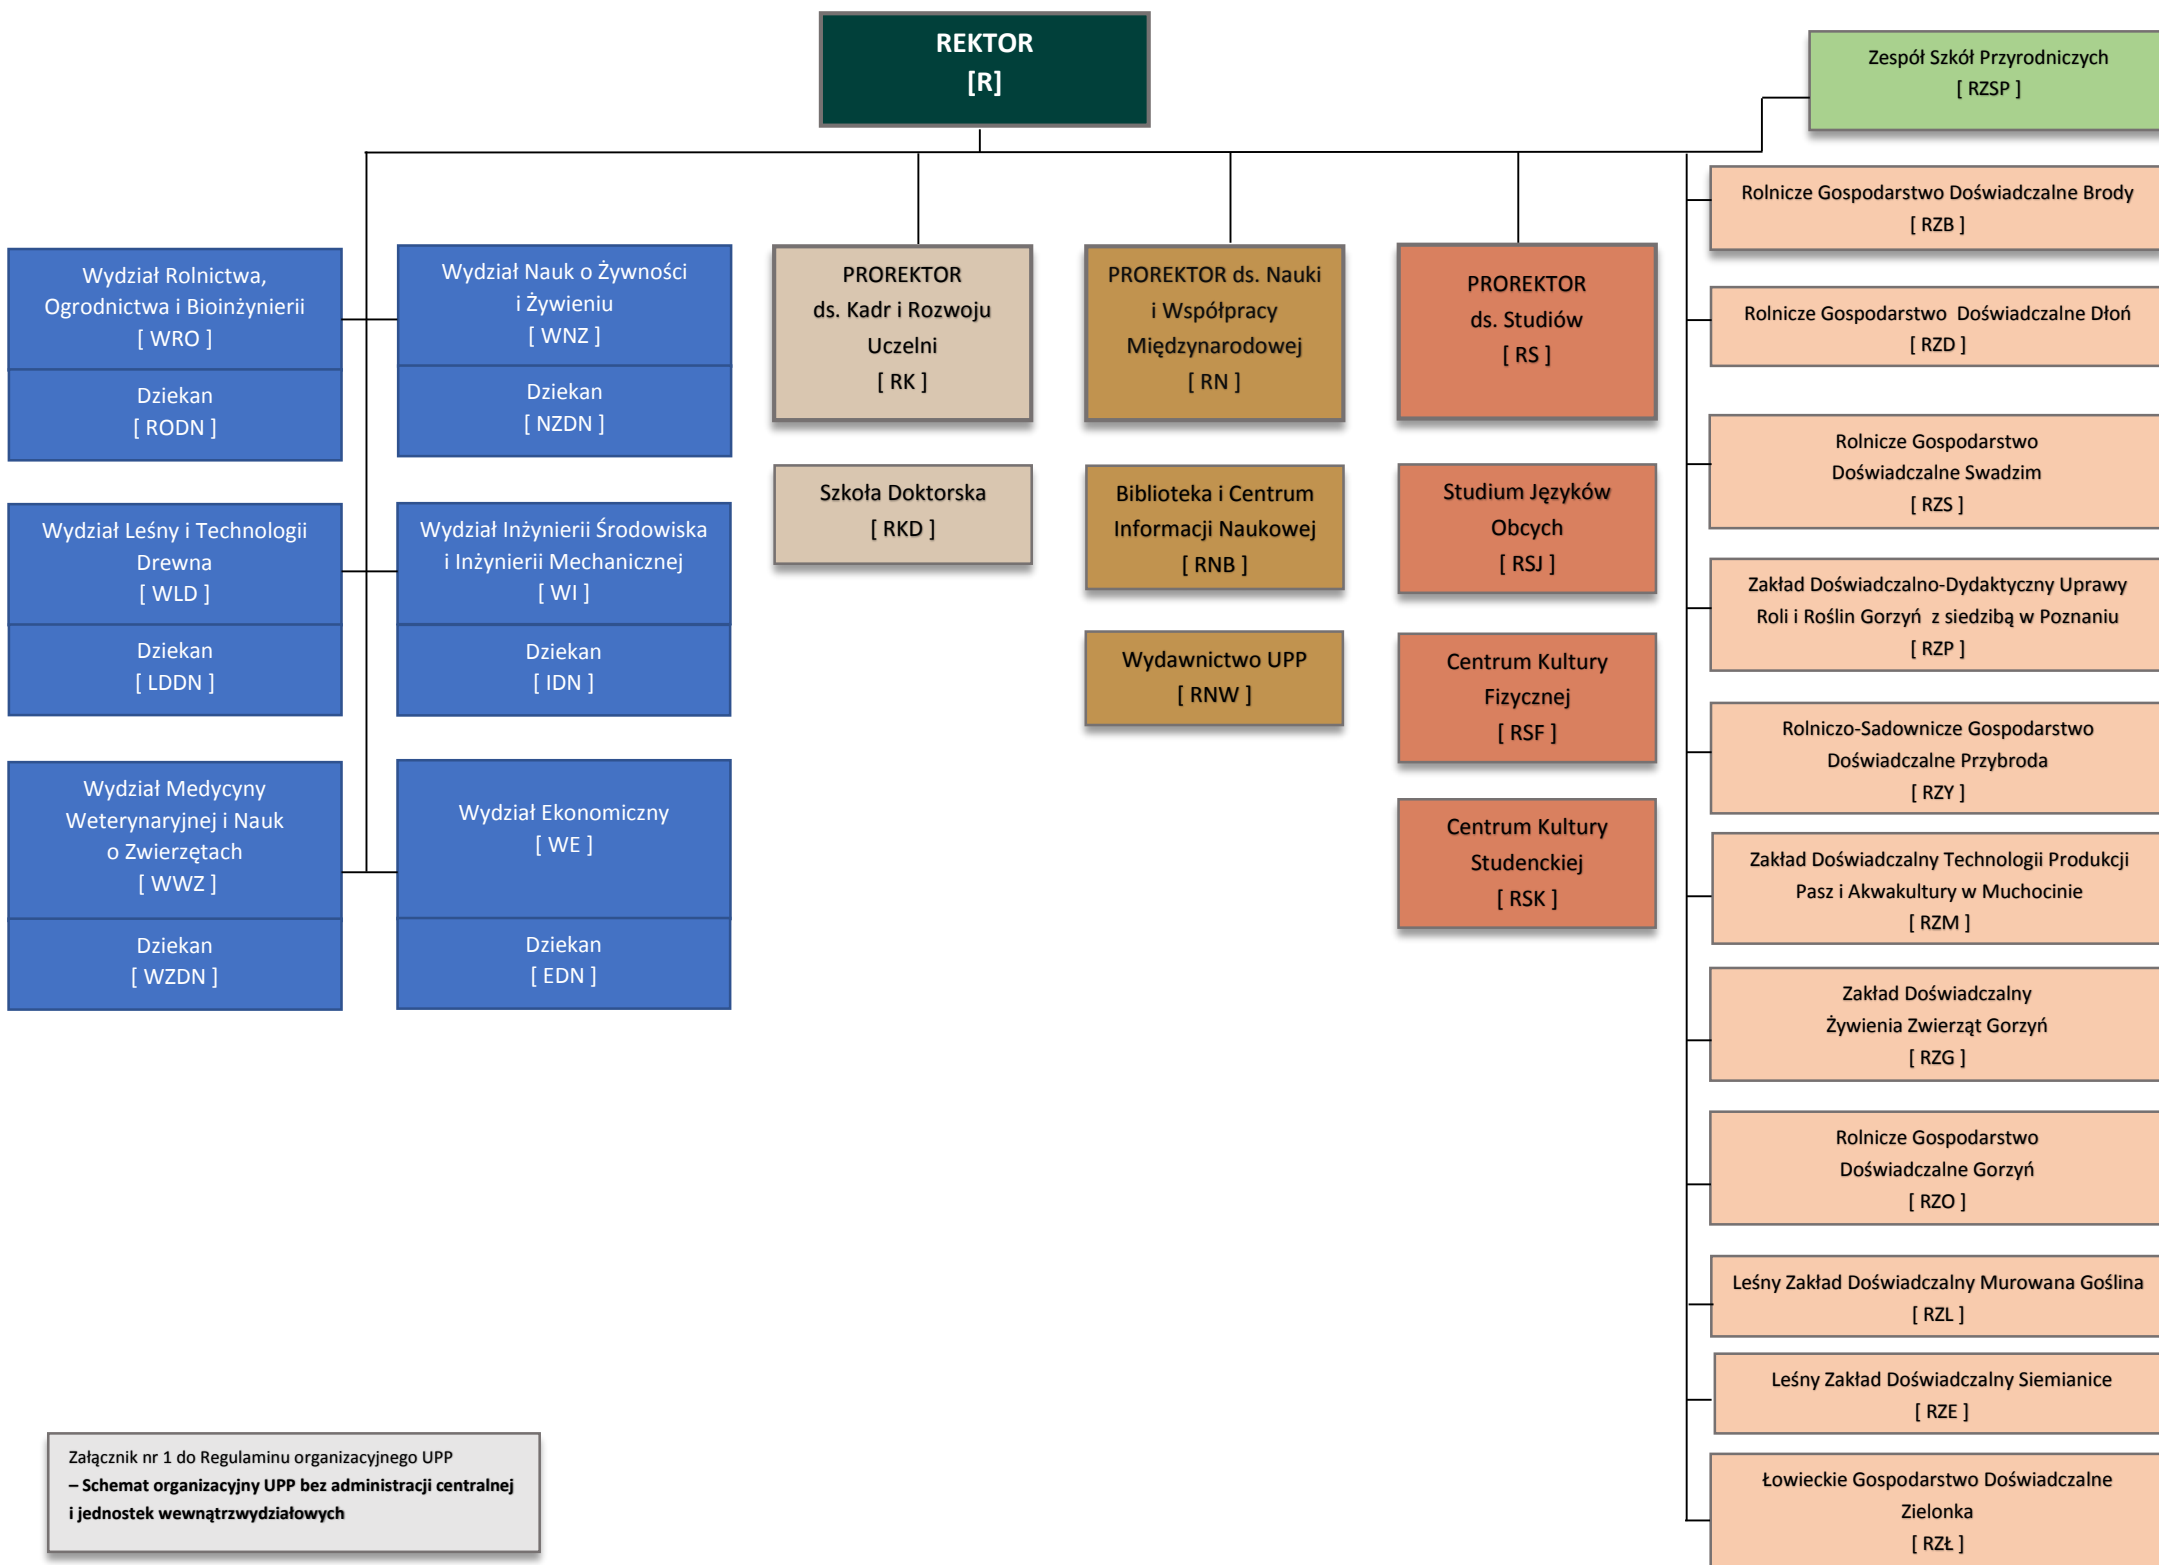 REKTOR
[R]
Zespół Szkół Przyrodniczych
[ RZSP ]
Wydział Rolnictwa,
Ogrodnictwa i Bioinżynierii
[ WRO ]
Dziekan
[ RODN ]
Wydział Nauk o Żywności
i Żywieniu
[ WNZ ]
Dziekan
[ NZDN ]
Wydział Leśny i Technologii
Drewna
[ WLD ]
Dziekan
[ LDDN ]
Wydział Inżynierii Środowiska
i Inżynierii Mechanicznej
[ WI ]
Dziekan
[ IDN ]
Wydział Medycyny
Weterynaryjnej i Nauk
o Zwierzętach
[ WWZ ]
Dziekan
[ WZDN ]
Wydział Ekonomiczny
[ WE ]
Dziekan
[ EDN ]
PROREKTOR
ds. Kadr i Rozwoju
Uczelni
[ RK ]
Szkoła Doktorska
[ RKD ]
PROREKTOR ds. Nauki
i Współpracy
Międzynarodowej
[ RN ]
Biblioteka i Centrum
Informacji Naukowej
[ RNB ]
Wydawnictwo UPP
[ RNW ]
PROREKTOR
ds. Studiów
[ RS ]
Studium Języków
Obcych
[ RSJ ]
Centrum Kultury
Fizycznej
[ RSF ]
Centrum Kultury
Studenckiej
[ RSK ]
Rolnicze Gospodarstwo Doświadczalne Brody
[ RZB ]
Rolnicze Gospodarstwo Doświadczalne Dłoń
[ RZD ]
Rolnicze Gospodarstwo
Doświadczalne Swadzim
[ RZS ]
Zakład Doświadczalno-Dydaktyczny Uprawy
Roli i Roślin Gorzyń z siedzibą w Poznaniu
[ RZP ]
Rolniczo-Sadownicze Gospodarstwo
Doświadczalne Przybroda
[ RZY ]
Zakład Doświadczalny Technologii Produkcji
Pasz i Akwakultury w Muchocinie
[ RZM ]
Zakład Doświadczalny
Żywienia Zwierząt Gorzyń
[ RZG ]
Rolnicze Gospodarstwo
Doświadczalne Gorzyń
[ RZO ]
Leśny Zakład Doświadczalny Murowana Goślina
[ RZL ]
Leśny Zakład Doświadczalny Siemianice
[ RZE ]
Łowieckie Gospodarstwo Doświadczalne
Zielonka
[ RZŁ ]
Załącznik nr 1 do Regulaminu organizacyjnego UPP
– Schemat organizacyjny UPP bez administracji centralnej
i jednostek wewnątrzwydziałowych